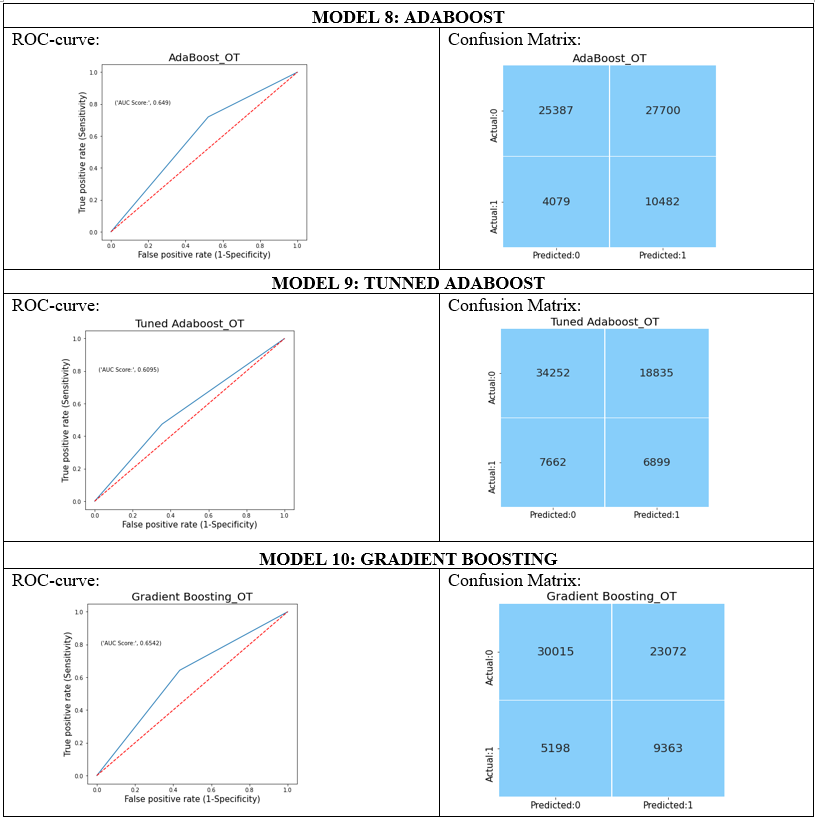 MODEL 8: ADABOOST
ROC-curve:
AdaBoost_OT
1.0
0.8
0.6
0.4
0.2
0.0
('AUC Score:', 0.649)
True positive rate (Sensitivity)
0.0 0.2 0.4 0.6 0.8 1.0
False positive rate (1-Specificity)
Confusion Matrix:
AdaBoost_OT
Actual:0
25387 27700
Actual:1
4079 10482
Predicted:0 Predicted:1
MODEL 9: TUNNED ADABOOST
ROC-curve:
Tuned Adaboost_OT
1.0
0.8
0.6
0.4
0.2
0.0
('AUC Score:', 0.6095)
True positive rate (Sensitivity)
0.0 0.2 0.4 0.6 0.8 1.0
False positive rate (1-Specificity)
Confusion Matrix:
Tuned Adaboost_OT
Actual:0
34252 18835
Actual:1
7662 6899
Predicted:0 Predicted:1
MODEL 10: GRADIENT BOOSTING
ROC-curve:
Gradient Boosting_OT
1.0
0.8
0.6
0.4
0.2
0.0
('AUC Score:', 0.6542)
True positive rate (Sensitivity)
0.0 0.2 0.4 0.6 0.8 1.0
False positive rate (1-Specificity)
Confusion Matrix:
Gradient Boosting_OT
Actual:0
30015 23072
Actual:1
5198 9363
Predicted:0 Predicted:1